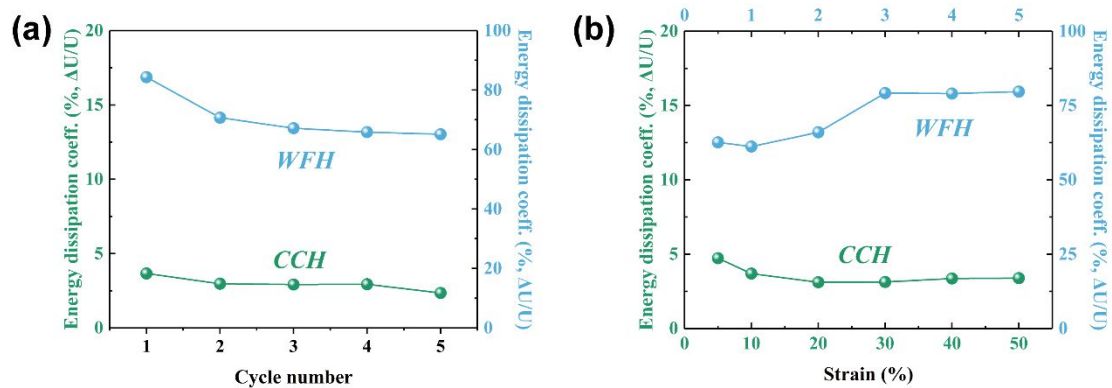 (a)
Energy dissipation coeff. (%, ΔU/U)
20
15
10
5
0
WFH
CCH
100
80
60
40
20
0
Energy dissipation coeff. (%, ΔU/U)
1 2 3 4 5
Cycle number
(b)
0 1 2 3 4 5
Energy dissipation coeff. (%, ΔU/U)
20
15
10
5
0
WFH
CCH
100
75
50
25
0
Energy dissipation coeff. (%, ΔU/U)
0 10 20 30 40 50
Strain (%)